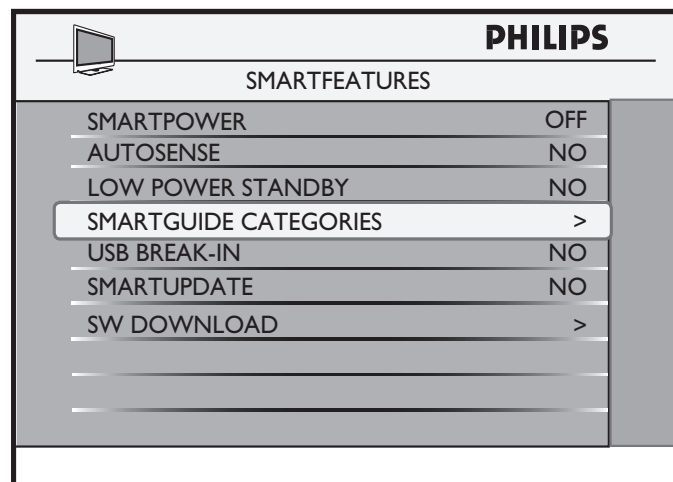 PHILIPS
SMARTFEATURES
SMARTPOWER OFF
AUTOSENSE NO
LOW POWER STANDBY NO
SMARTGUIDE CATEGORIES >
USB BREAK-IN NO
SMARTUPDATE NO
SW DOWNLOAD >